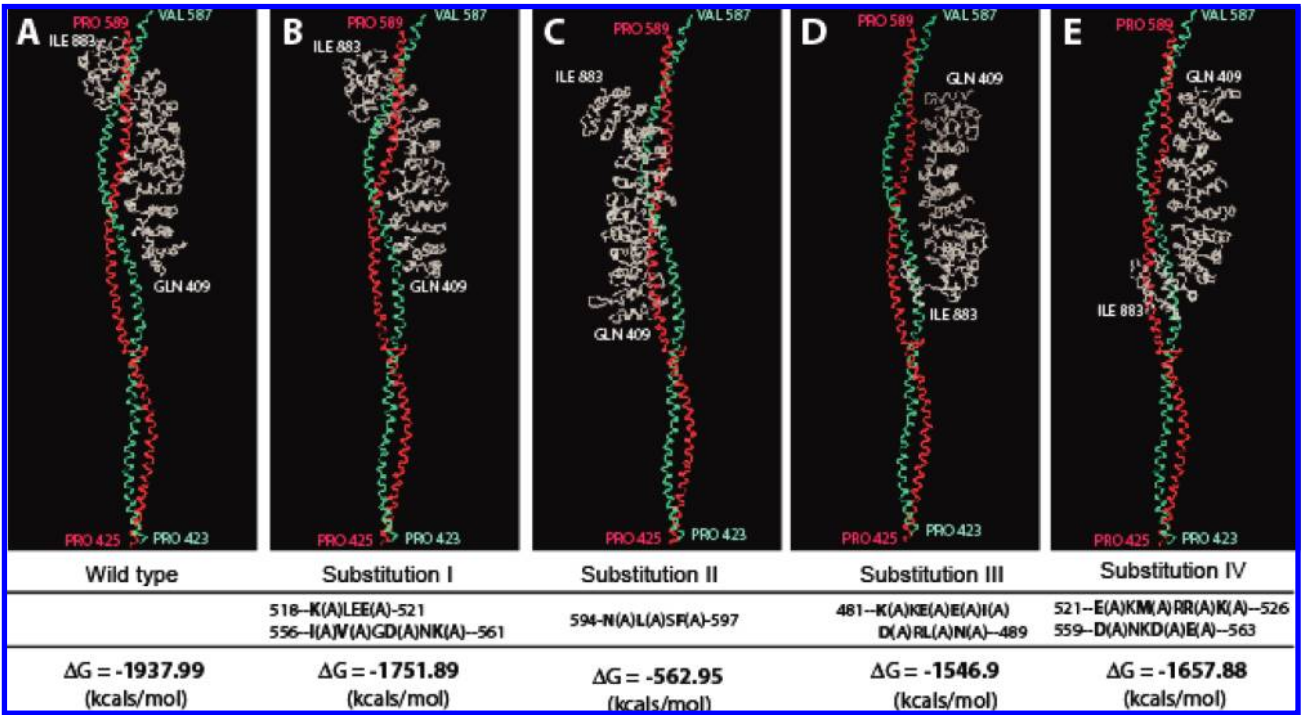 A
PRO 589
VAL 587
ILE 883
GLN 409
PRO 425
PRO 423
B
PRO 589
VAL 587
ILE 883
GLN 409
PRO 425
PRO 423
C
PRO 589
VAL 587
ILE 883
GLN 409
PRO 425
PRO 423
D
PRO 589
VAL 587
GLN 409
ILE 883
PRO 425
PRO 423
E
PRO 589
VAL 587
GLN 409
ILE 883
PRO 425
PRO 423
Wild type
Substitution I
Substitution II
Substitution III
Substitution IV
518--K(A)LEE(A)-521
556--I(A)V(A)GD(A)NK(A)--561
594-N(A)L(A)SF(A)-597
481--K(A)KE(A)E(A)I(A)
D(A)RL(A)N(A)--489
521--E(A)KM(A)RR(A)K(A)--526
559--D(A)NKD(A)E(A)--563
ΔG = -1937.99
(kcals/mol)
ΔG = -1751.89
(kcals/mol)
ΔG = -562.95
(kcals/mol)
ΔG = -1546.9
(kcals/mol)
ΔG = -1657.88
(kcals/mol)